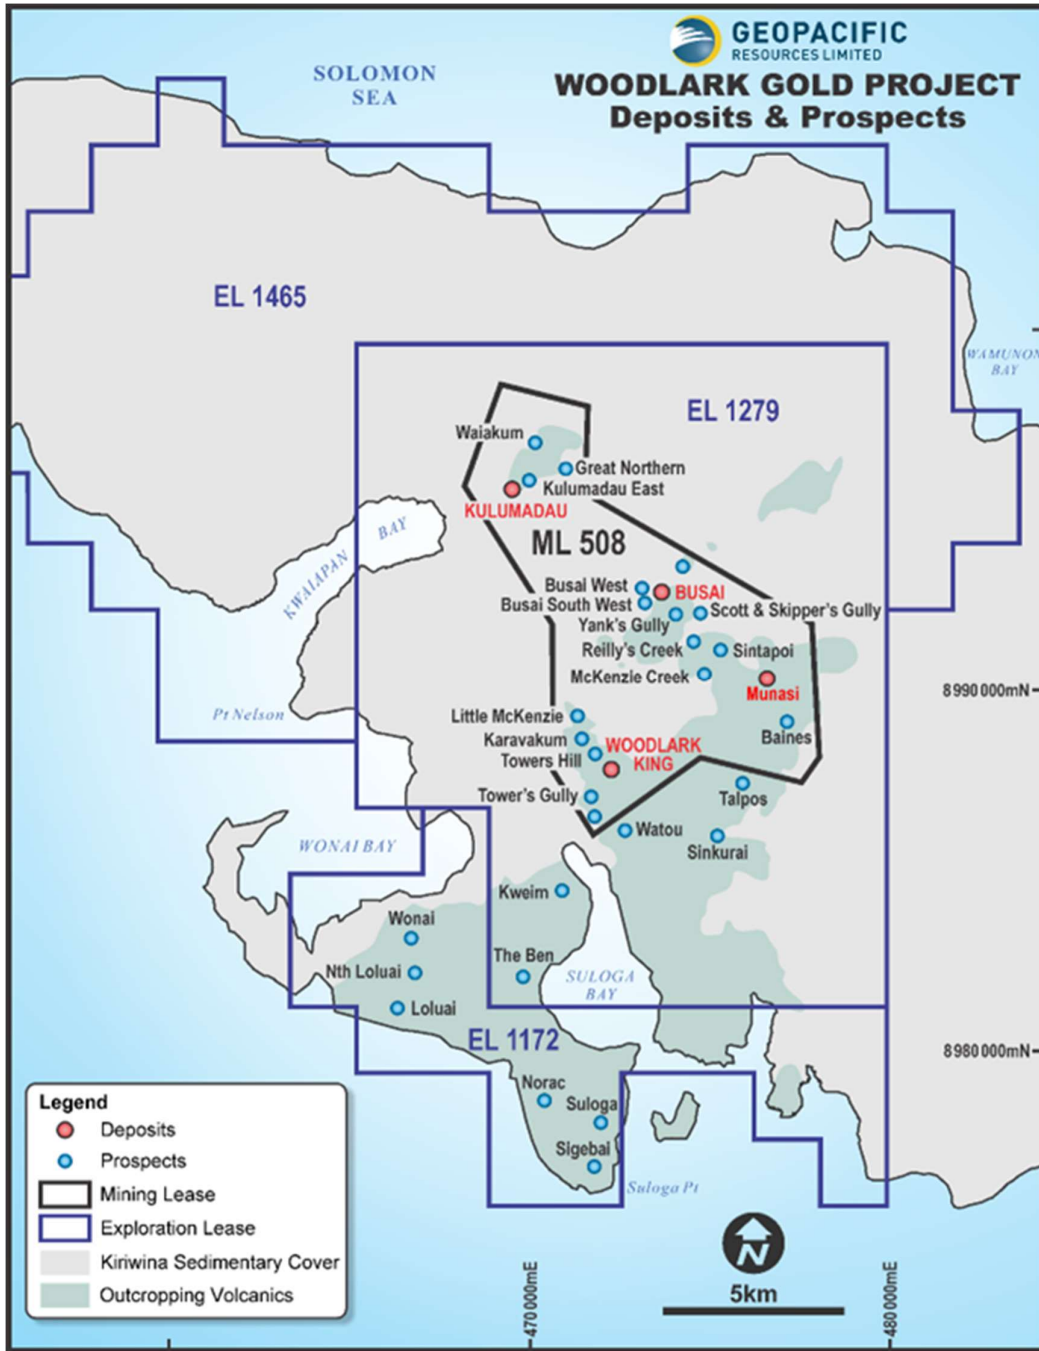 GEOPACIFIC
RESOURCES LIMITED
WOODLARK GOLD PROJECT
Deposits & Prospects
SOLOMON
SEA
EL 1465
WAMUNON
BAY
EL 1279
Waiakum
Great Northern
Kulumadau East
KULUMADAU
KWAIAPAN BAY
ML 508
Busai West
BUSAI
Busai South West
Scott & Skipper's Gully
Yank's Gully
Reilly's Creek
Sintapoi
McKenzie Creek
Munasi
8990000mN
Pt Nelson
Little McKenzie
Karavakum
WOODLARK
KING
Baines
Towers Hill
Tower's Gully
Talpos
Watou
Sinkurai
WONAI BAY
Kweim
Wonai
The Ben
Nth Loluai
SULOGA
BAY
Loluai
EL 1172
8980000mN
Norac
Suloga
Sigebai
Suloga Pt
Legend
Deposits
Prospects
Mining Lease
Exploration Lease
Kiriwina Sedimentary Cover
Outcropping Volcanics
N
5km
470000mE
480000mE